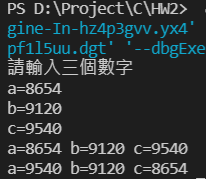 PS D:\Project\C\HW2>
gine-In-hz4p3gvv.yx4'
pf1l5uu.dgt' '--dbgExe
請輸入三個數字
a=8654
b=9120
c=9540
a=8654 b=9120 c=9540
a=9540 b=9120 c=8654